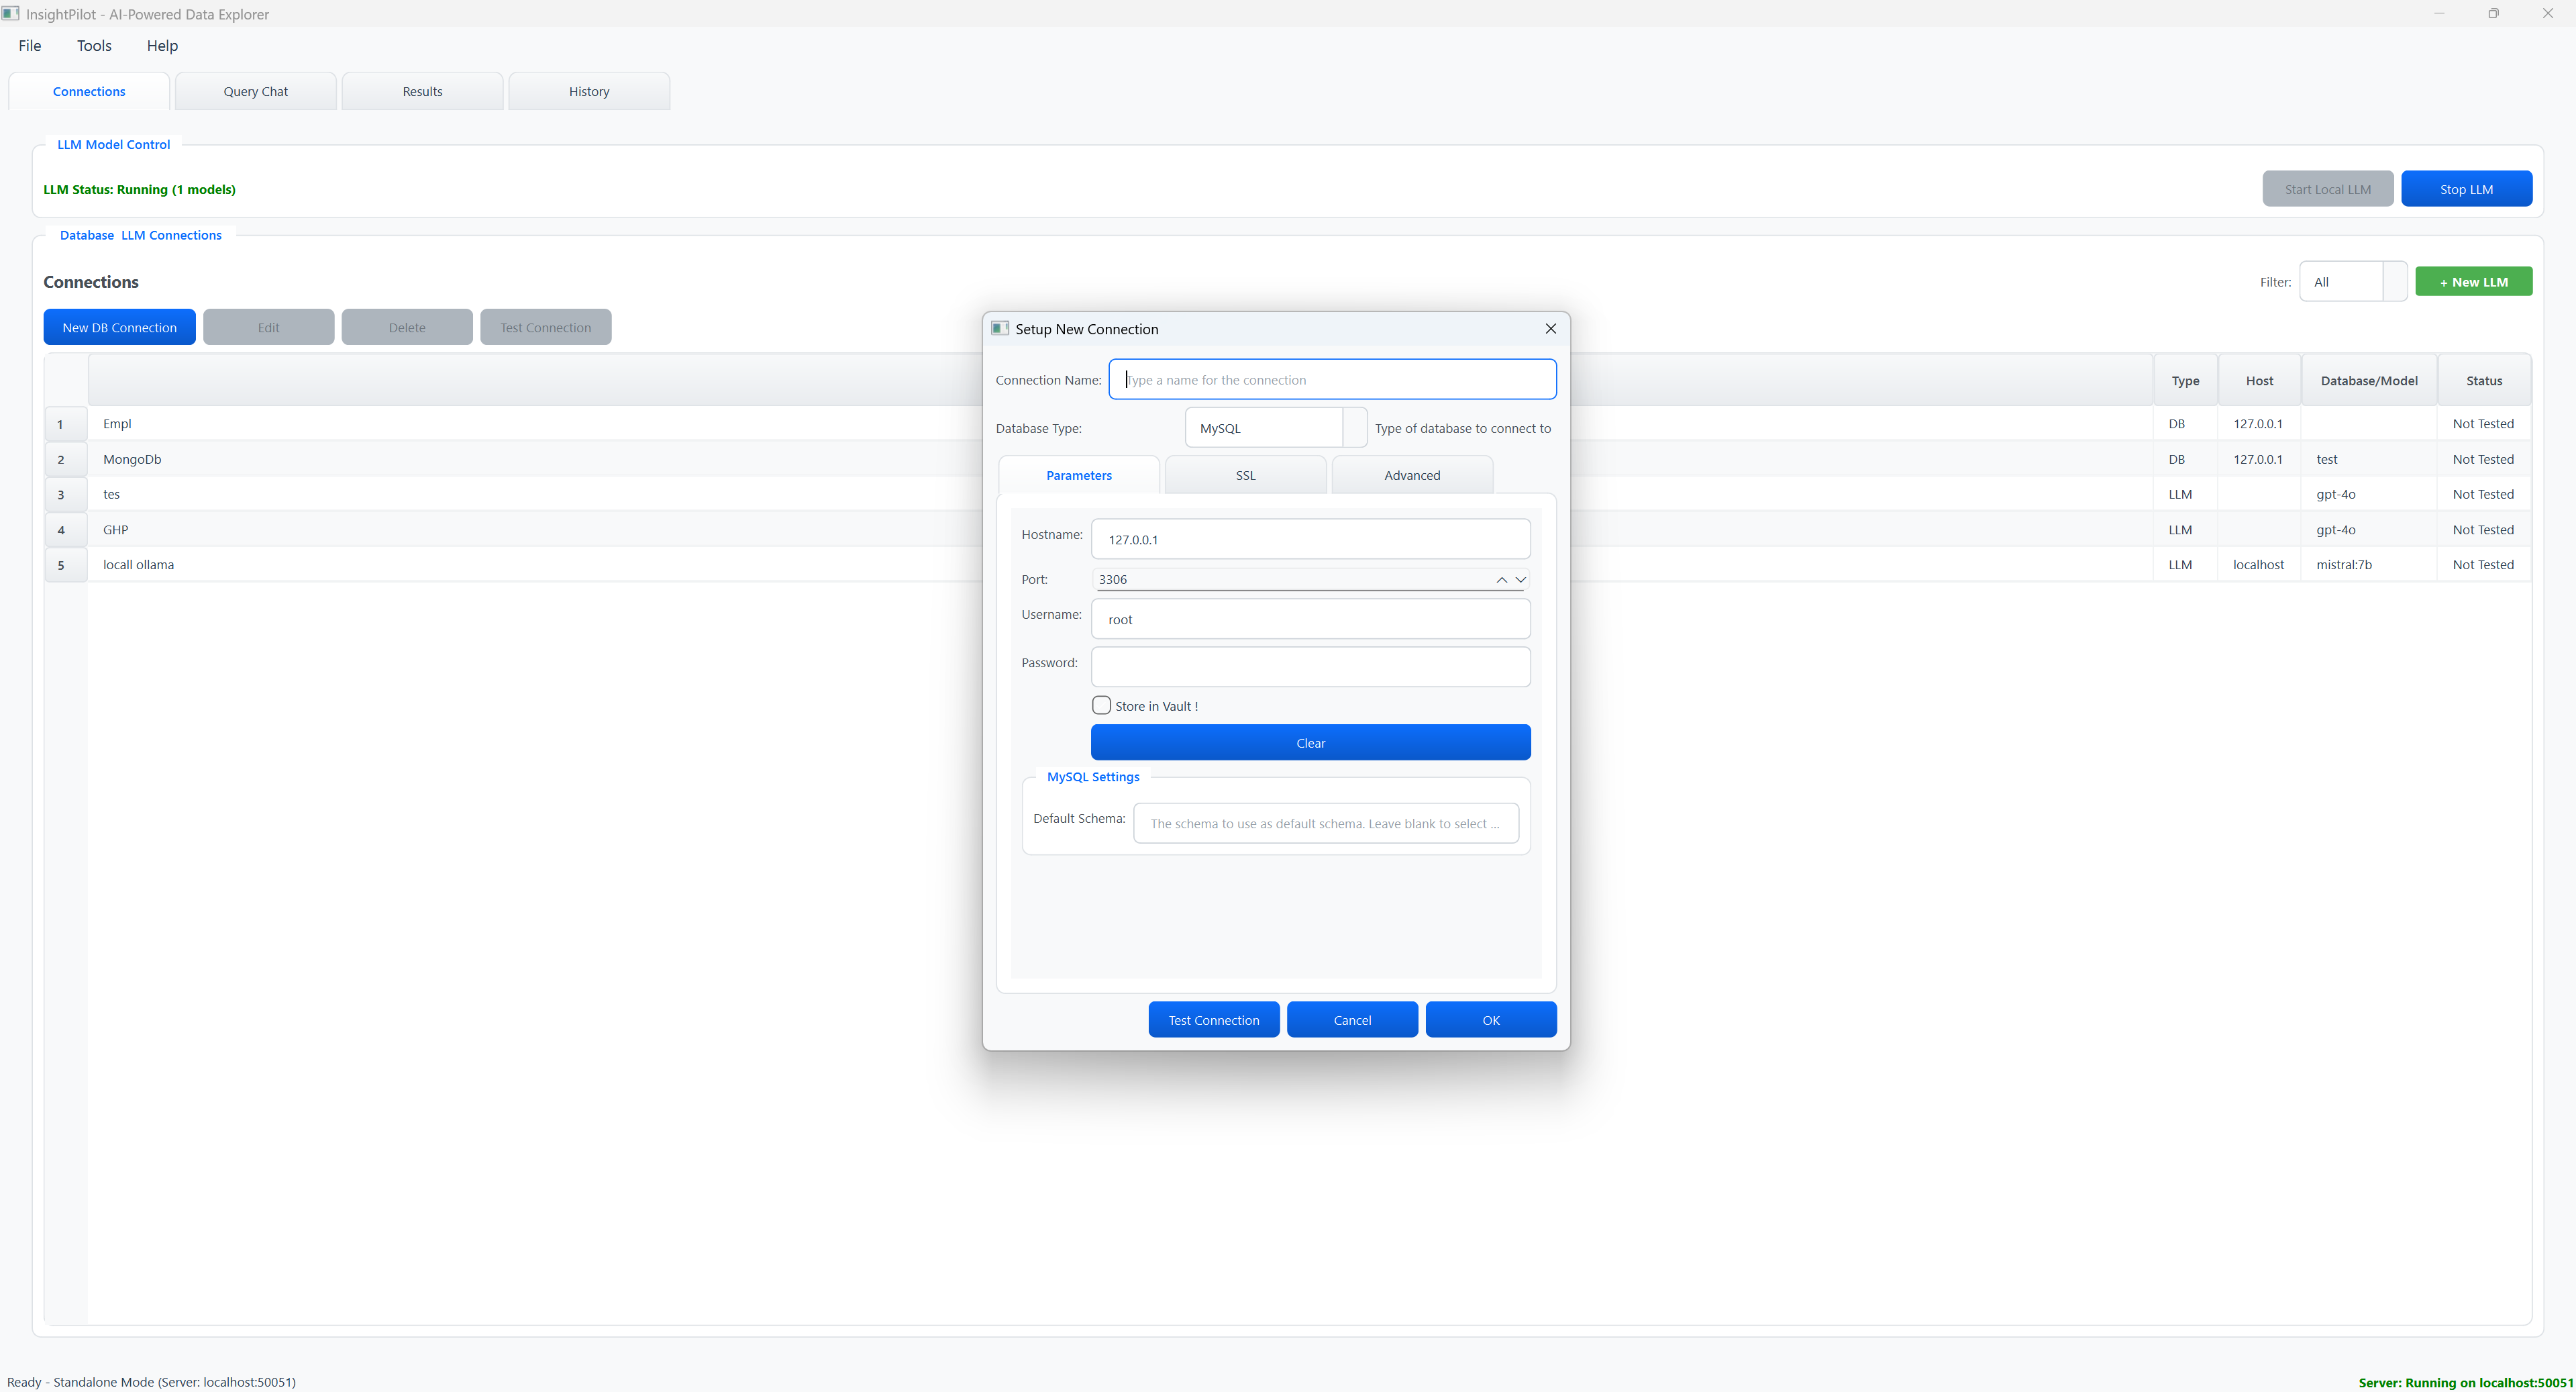 InsightPilot - AI-Powered Data Explorer
File Tools Help
Connections Query Chat Results History
LLM Model Control
LLM Status: Running (1 models) Start Local LLM Stop LLM
Database LLM Connections
Connections Filter: All + New LLM
New DB Connection Edit Delete Test Connection
Type Host Database/Model Status
1 Empl DB 127.0.0.1 Not Tested
2 MongoDb DB 127.0.0.1 test Not Tested
3 tes LLM gpt-4o Not Tested
4 GHP LLM gpt-4o Not Tested
5 locall ollama LLM localhost mistral:7b Not Tested
Setup New Connection
Connection Name: Type a name for the connection
Database Type: MySQL Type of database to connect to
Parameters SSL Advanced
Hostname: 127.0.0.1
Port: 3306
Username: root
Password:
Store in Vault !
Clear
MySQL Settings
Default Schema: The schema to use as default schema. Leave blank to select ...
Test Connection Cancel OK
Ready - Standalone Mode (Server: localhost:50051) Server: Running on localhost:50051